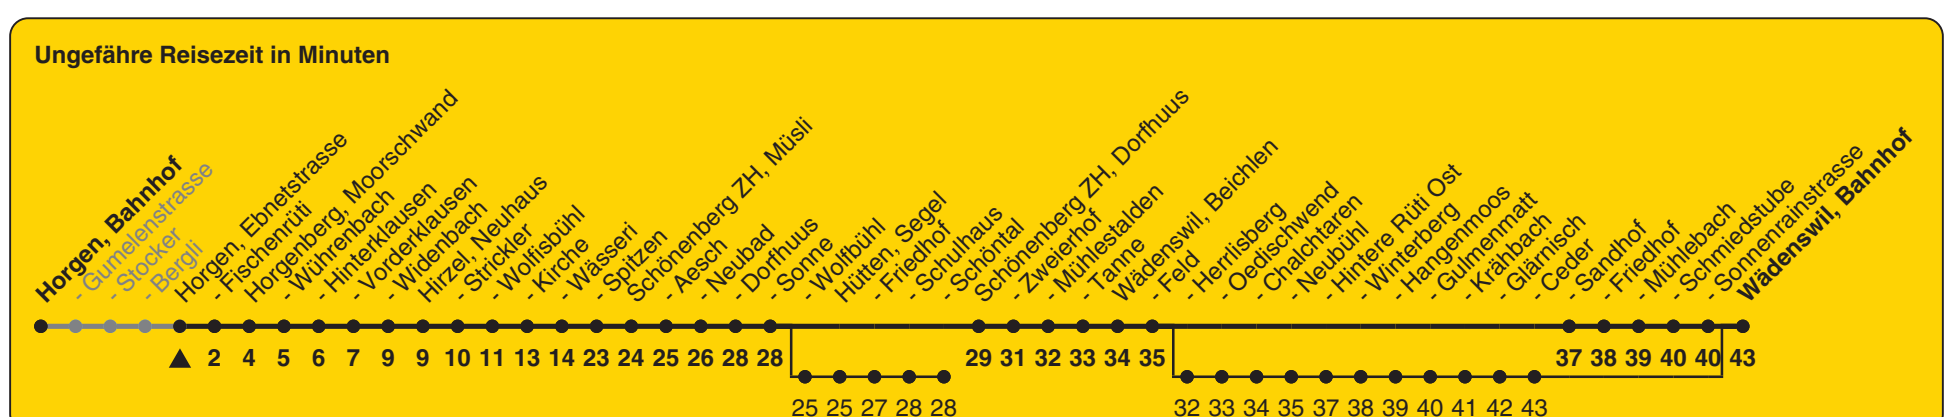 Ungefähre Reisezeit in Minuten
Horgen, Bahnhof
- Gumelenstrasse
- Stocker
- Bergli
Horgen, Ebnetstrasse
- Fischenrüti
Horgenberg, Moorschwand
- Wührenbach
- Hinterklausen
- Vorderklausen
- Widenbach
Hirzel, Neuhaus
- Strickler
- Wolfisbühl
- Kirche
- Wässeri
- Spitzen
Schönenberg ZH, Müsli
- Aesch
- Neubad
- Dorfhuus
- Sonne
- Wolfbühl
Hütten, Segel
- Friedhof
- Schulhaus
- Schöntal
Schönenberg ZH, Dorfhuus
- Zweierhof
- Mühlestalden
- Tanne
Wädenswil, Beichlen
- Feld
- Herrlisberg
- Oedischwend
- Chalchtaren
- Neubühl
- Hintere Rüti Ost
- Winterberg
- Hangenmoos
- Gulmenmatt
- Krähbach
- Glärnisch
- Ceder
- Sandhof
- Friedhof
- Mühlebach
- Schmiedstube
- Sonnenrainstrasse
Wädenswil, Bahnhof
2 4 5 6 7 9 9 10 11 13 14 23 24 25 26 28 28 29 31 32 33 34 35 37 38 39 40 40 43
25 25 27 28 28 32 33 34 35 37 38 39 40 41 42 43